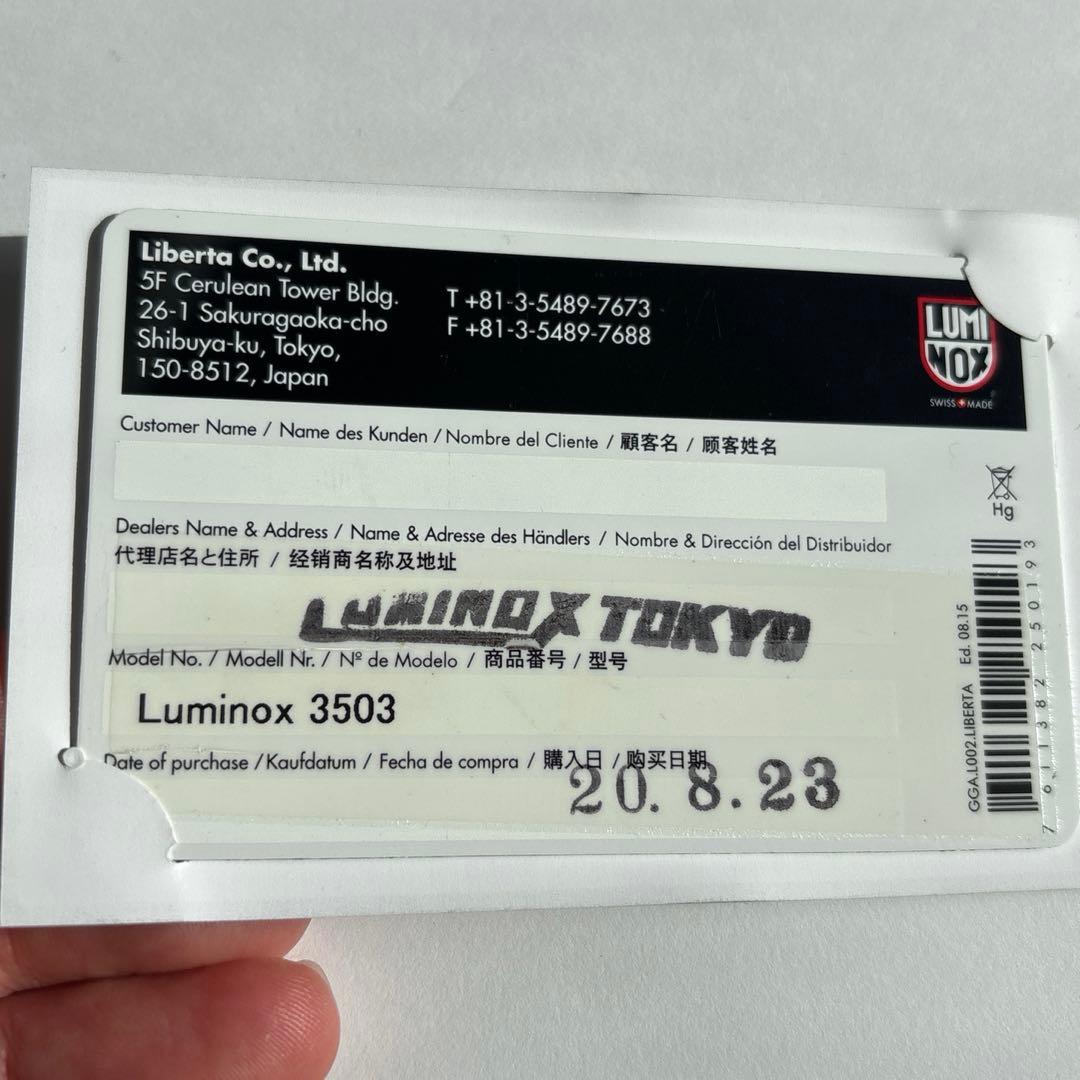 Liberta Co., Ltd.
5F Cerulean Tower Bldg.
26-1 Sakuragaoka-cho
Shibuya-ku, Tokyo,
150-8512, Japan
T +81-3-5489-7673
F +81-3-5489-7688
LUMI
NOX
SWISS MADE
Customer Name / Name des Kunden / Nombre del Cliente / 顧客名 / 顾客姓名
Hg
Dealers Name & Address / Name & Adresse des Händlers / Nombre & Dirección del Distribuidor
代理店名と住所 / 经销商名称及地址
LUMINOX TOKYO
Model No. / Modell Nr. / Nº de Modelo / 商品番号 / 型号
Luminox 3503
Date of purchase / Kaufdatum / Fecha de compra / 購入日 / 购买日期
20. 8. 23
GGA.L002.LIBERTA Ed. 08.15
7 611382 250193